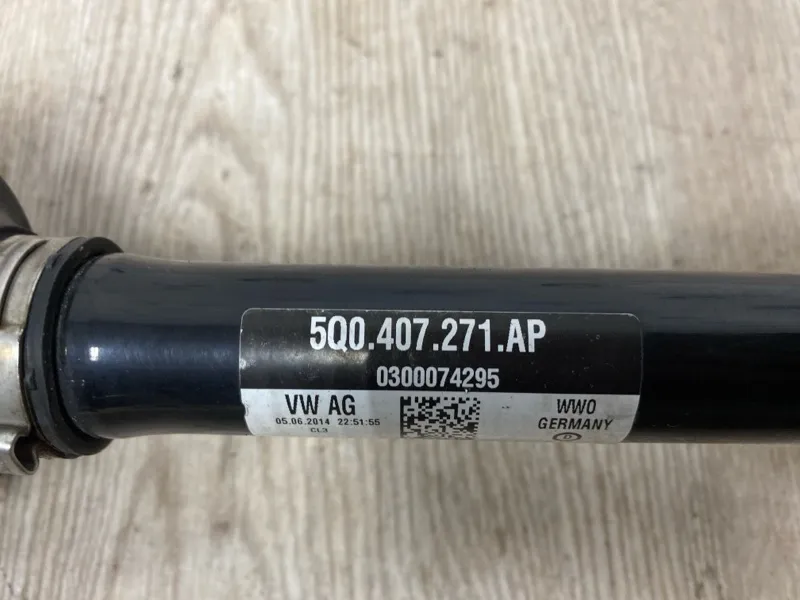 5Q0.407.271.AP
0300074295
VW AG
05.06.2014 22:51:55
CL3
WWO
GERMANY
D